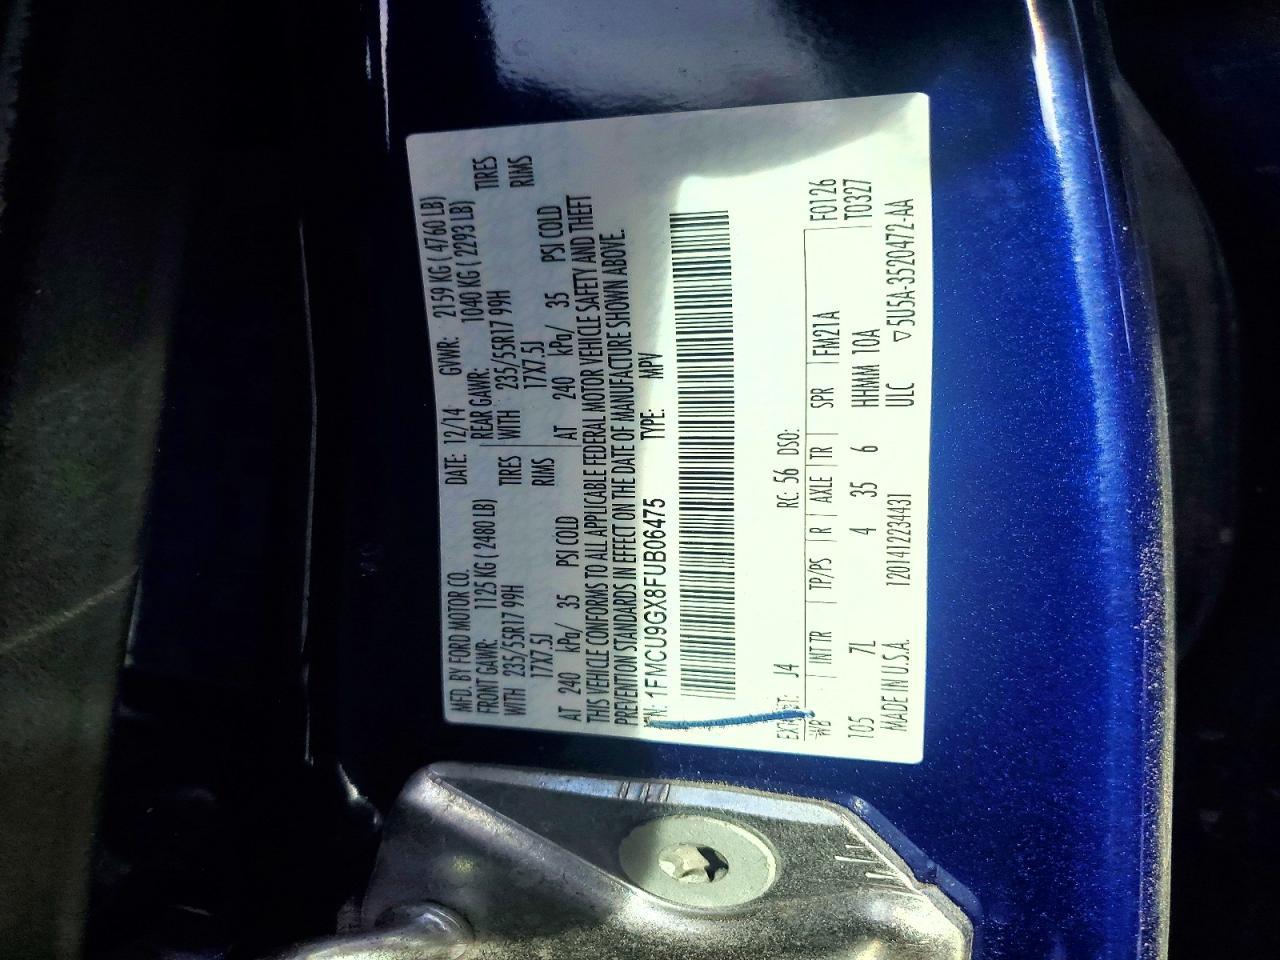 MFD. BY FORD MOTOR CO.
DATE: 12/14 GVWR: 2159 KG ( 4760 LB)
FRONT GAWR: 1125 KG ( 2480 LB) REAR GAWR: 1040 KG ( 2293 LB)
WITH 235/55R17 99H TIRES WITH 235/55R17 99H TIRES
17X7.5J RIMS 17X7.5J RIMS
AT 240 kPa/ 35 PSI COLD AT 240 kPa/ 35 PSI COLD
THIS VEHICLE CONFORMS TO ALL APPLICABLE FEDERAL MOTOR VEHICLE SAFETY AND THEFT
PREVENTION STANDARDS IN EFFECT ON THE DATE OF MANUFACTURE SHOWN ABOVE.
1FMCU9GX8FUB06475 TYPE: MPV
F0126
T0327
J4 RC: 56 DSO:
WB INT TR TP/PS R AXLE TR SPR FM21A
105 7L 4 35 6 HHMM 10A
MADE IN U.S.A. 1201412234431 ULC ▽5U5A-3520472-AA